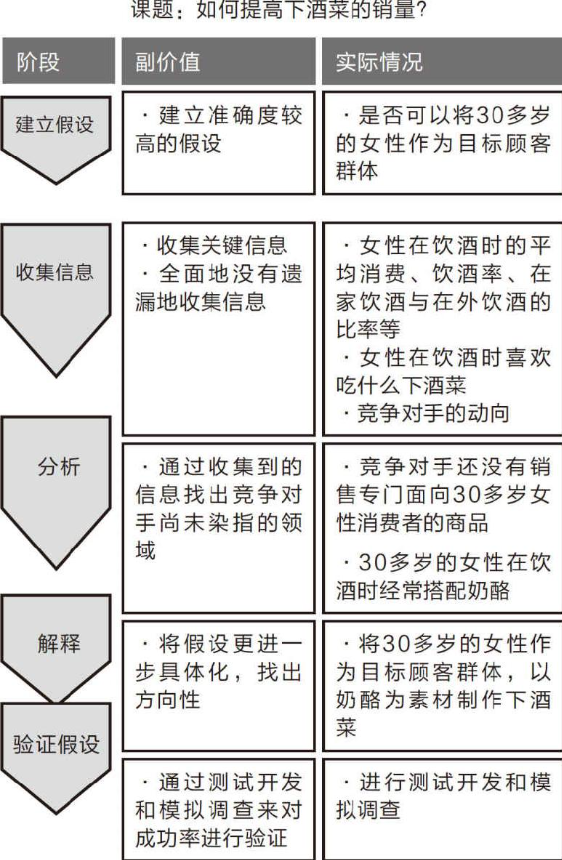 课题：如何提高下酒菜的销量?
阶段
副价值
实际情况
建立假设
· 建立准确度较
高的假设
· 是否可以将30多岁
的女性作为目标顾客
群体
收集信息
· 收集关键信息
· 全面地没有遗
漏地收集信息
· 女性在饮酒时的平
均消费、饮酒率、在
家饮酒与在外饮酒的
比率等
· 女性在饮酒时喜欢
吃什么下酒菜
· 竞争对手的动向
分析
· 通过收集到的
信息找出竞争对
手尚未染指的领
域
· 竞争对手还没有销
售专门面向30多岁女
性消费者的商品
· 30多岁的女性在饮
酒时经常搭配奶酪
解释
· 将假设更进一
步具体化，找出
方向性
· 将30多岁的女性作
为目标顾客群体，以
奶酪为素材制作下酒
菜
验证假设
· 通过测试开发
和模拟调查来对
成功率进行验证
· 进行测试开发和模
拟调查